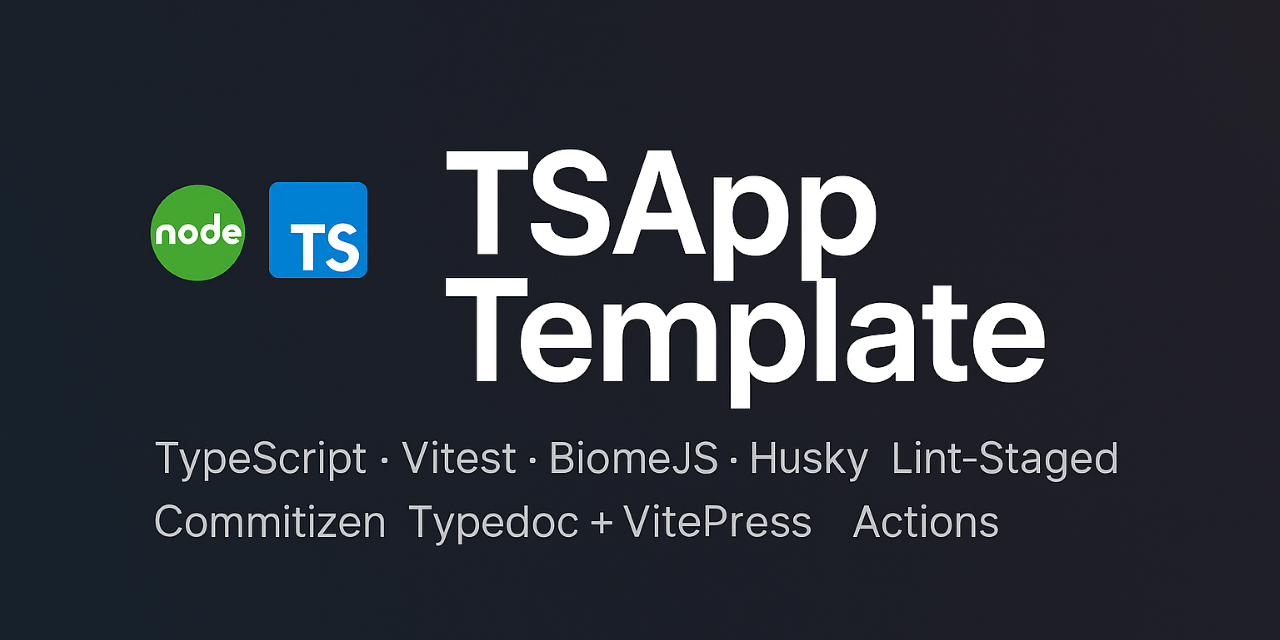 node
TS
TSApp
Template
TypeScript · Vitest · BiomeJS · Husky Lint-Staged
Commitizen Typedoc + VitePress Actions